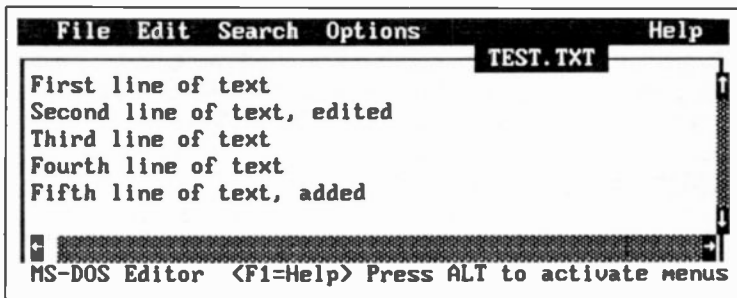 File Edit Search Options Help
TEST.TXT
First line of text
Second line of text, edited
Third line of text
Fourth line of text
Fifth line of text, added
MS-DOS Editor <F1=Help> Press ALT to activate menus